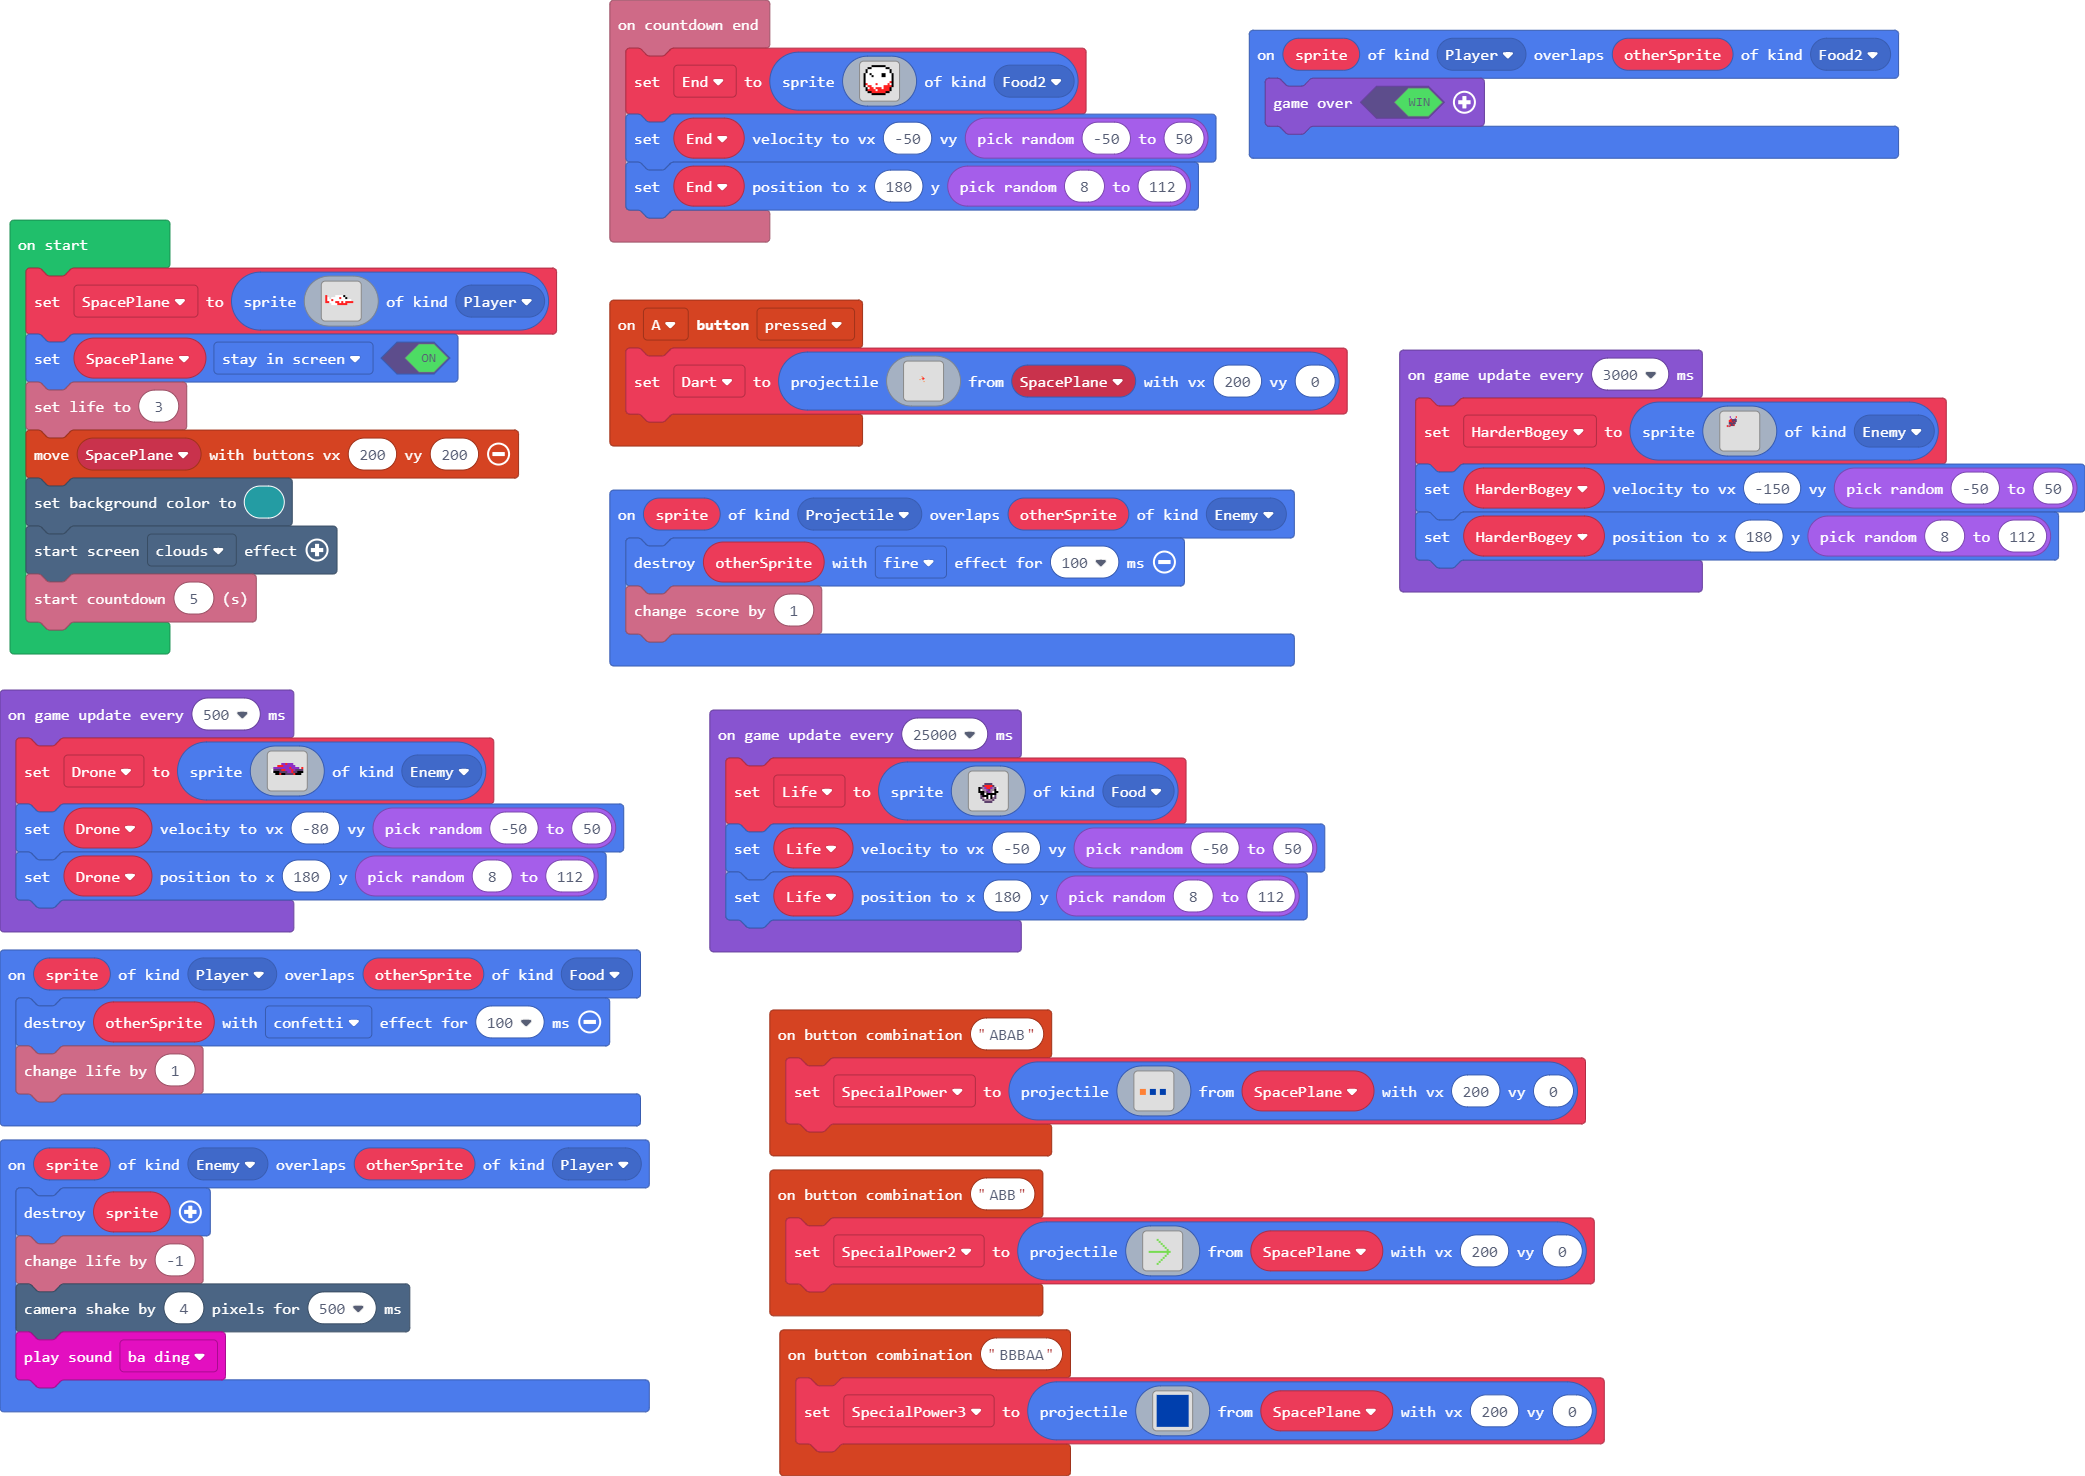 on start
set SpacePlane to sprite of kind Player
set SpacePlane stay in screen ON
set life to 3
move SpacePlane with buttons vx 200 vy 200
set background color to
start screen clouds effect
start countdown 5 (s)
on countdown end
set End to sprite of kind Food2
set End velocity to vx -50 vy pick random -50 to 50
set End position to x 180 y pick random 8 to 112
on sprite of kind Player overlaps otherSprite of kind Food2
game over WIN
on A button pressed
set Dart to projectile from SpacePlane with vx 200 vy 0
on sprite of kind Projectile overlaps otherSprite of kind Enemy
destroy otherSprite with fire effect for 100 ms
change score by 1
on game update every 3000 ms
set HarderBogey to sprite of kind Enemy
set HarderBogey velocity to vx -150 vy pick random -50 to 50
set HarderBogey position to x 180 y pick random 8 to 112
on game update every 500 ms
set Drone to sprite of kind Enemy
set Drone velocity to vx -80 vy pick random -50 to 50
set Drone position to x 180 y pick random 8 to 112
on game update every 25000 ms
set Life to sprite of kind Food
set Life velocity to vx -50 vy pick random -50 to 50
set Life position to x 180 y pick random 8 to 112
on sprite of kind Player overlaps otherSprite of kind Food
destroy otherSprite with confetti effect for 100 ms
change life by 1
on sprite of kind Enemy overlaps otherSprite of kind Player
destroy sprite
change life by -1
camera shake by 4 pixels for 500 ms
play sound ba ding
on button combination "ABAB"
set SpecialPower to projectile from SpacePlane with vx 200 vy 0
on button combination "ABB"
set SpecialPower2 to projectile from SpacePlane with vx 200 vy 0
on button combination "BBBAA"
set SpecialPower3 to projectile from SpacePlane with vx 200 vy 0